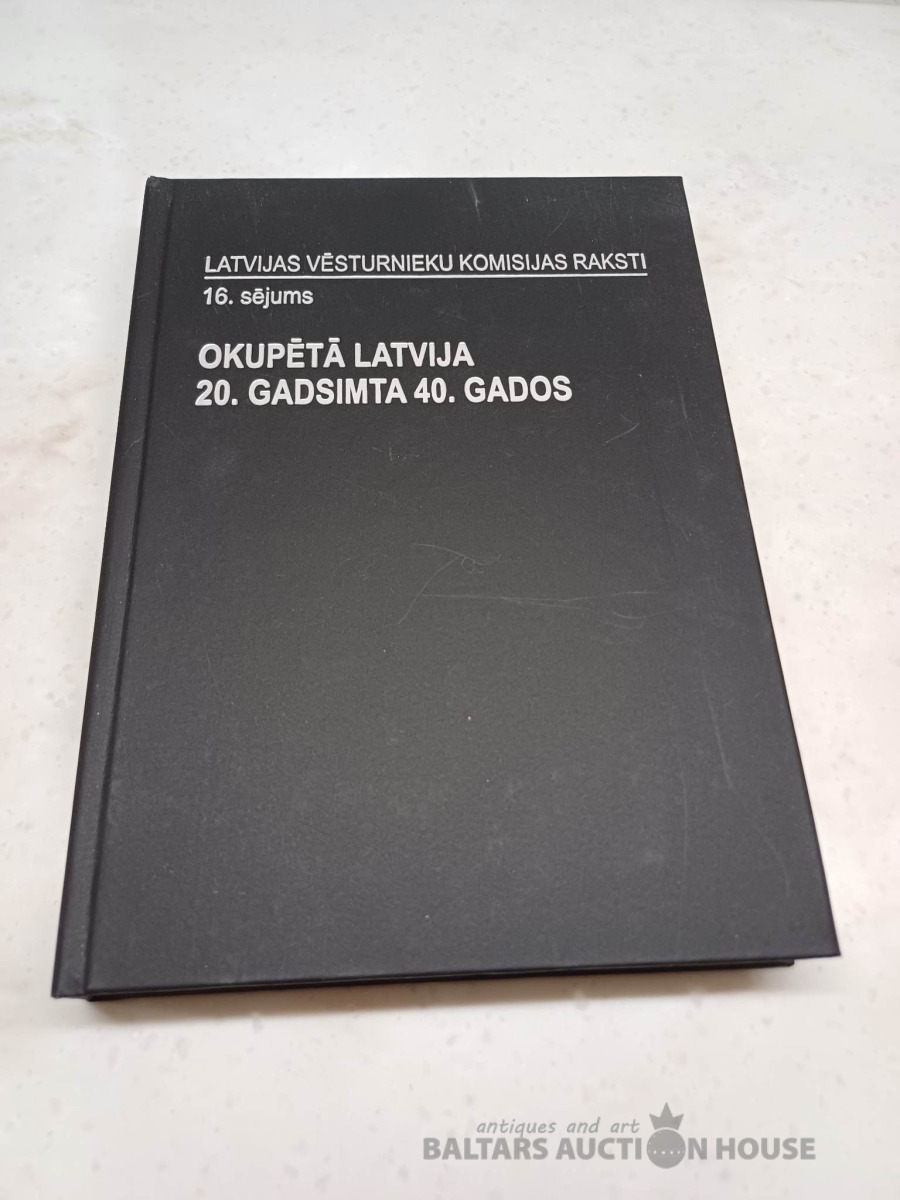 LATVIJAS VĒSTURNIEKU KOMISIJAS RAKSTI
16. sējums
OKUPĒTĀ LATVIJA
20. GADSIMTA 40. GADOS
antiques and art
BALTARS AUCTION HOUSE